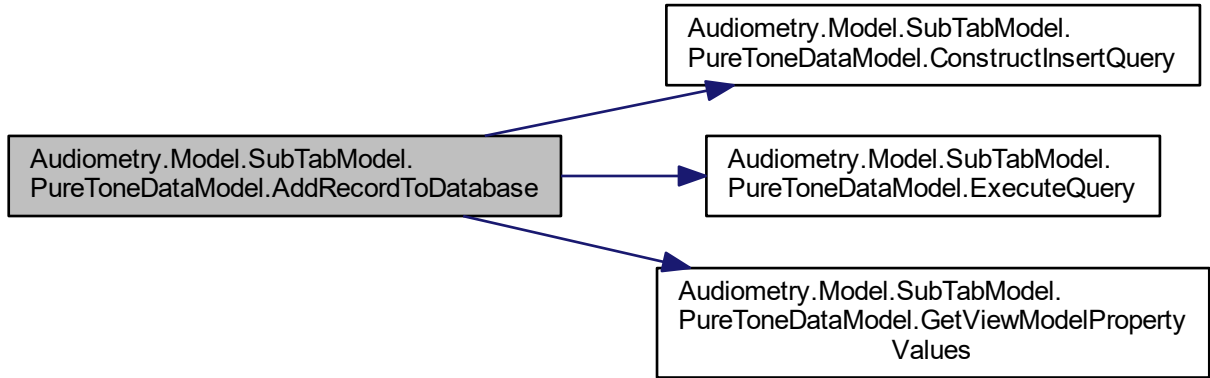 Audiometry.Model.SubTabModel.
PureToneDataModel.ConstructInsertQuery
Audiometry.Model.SubTabModel.
PureToneDataModel.AddRecordToDatabase
Audiometry.Model.SubTabModel.
PureToneDataModel.ExecuteQuery
Audiometry.Model.SubTabModel.
PureToneDataModel.GetViewModelProperty
Values